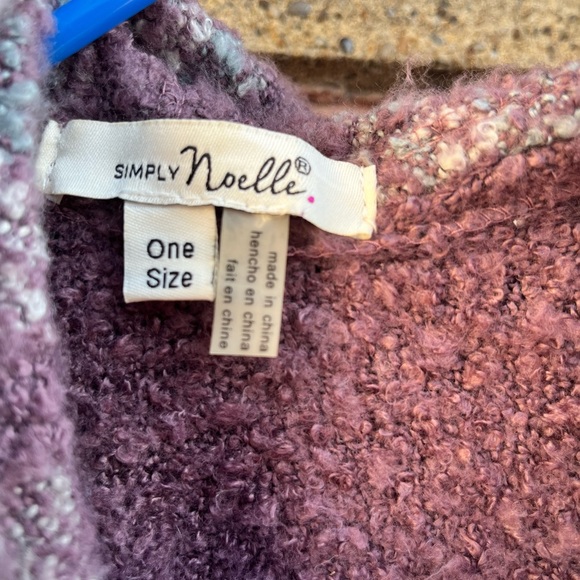 SIMPLY noelle®
One
Size
made in china
hencho en china
fait en chine